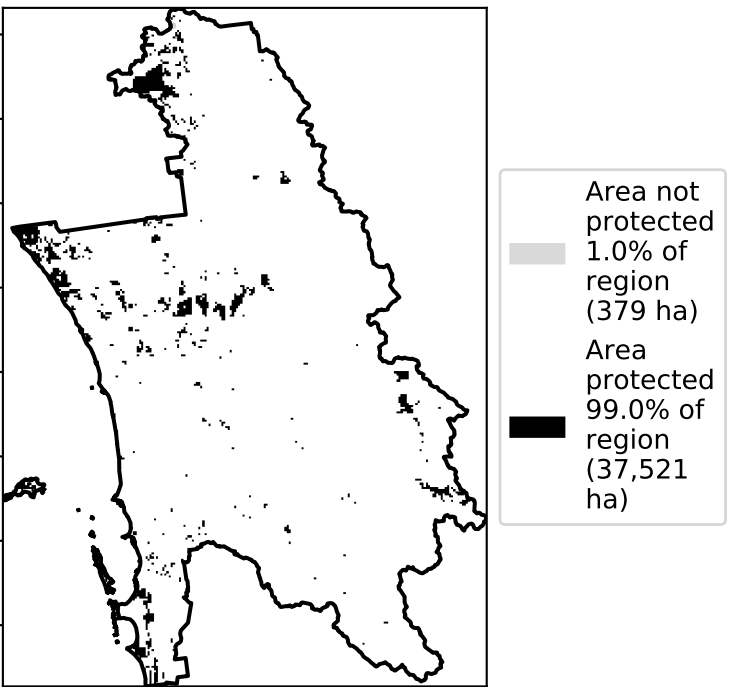 Area not
protected
1.0% of
region
(379 ha)
Area
protected
99.0% of
region
(37,521
ha)